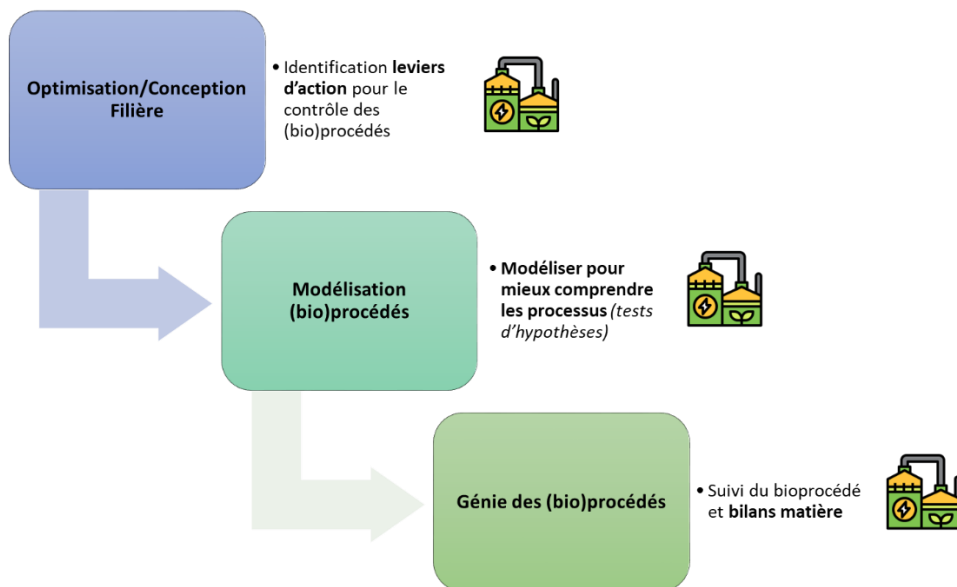 Optimisation/Conception
Filière
• Identification leviers
d’action pour le
contrôle des
(bio)procédés
Modélisation
(bio)procédés
• Modéliser pour
mieux comprendre
les processus (tests
d’hypothèses)
Génie des (bio)procédés
• Suivi du bioprocédé
et bilans matière